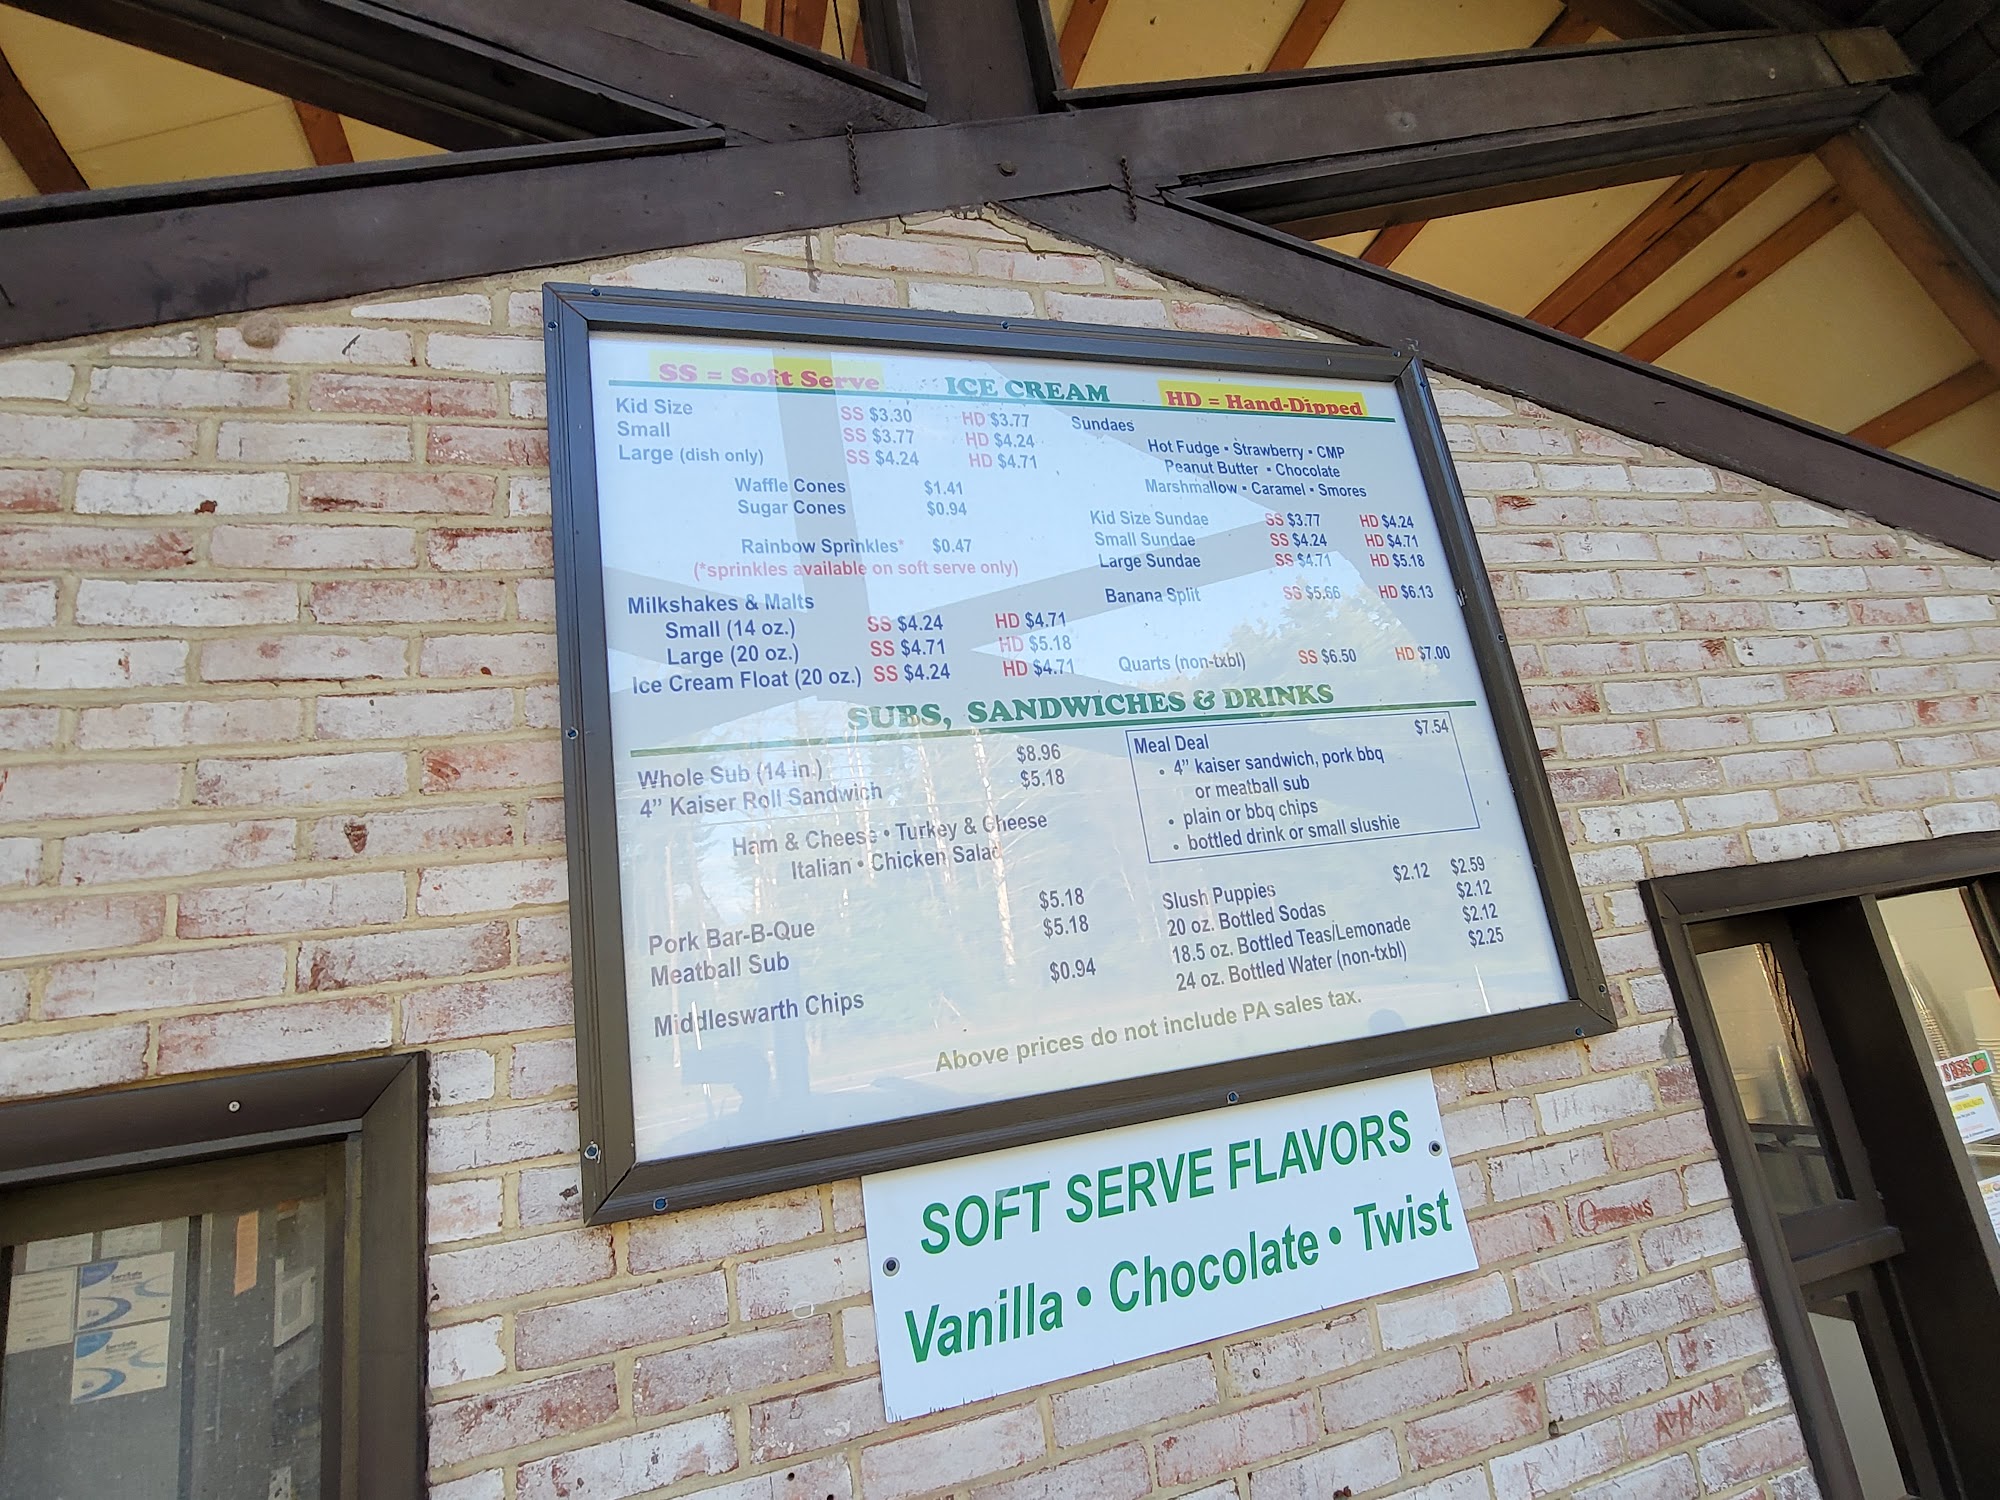 SS = Soft Serve ICE CREAM HD = Hand-Dipped
Kid Size SS $3.30 HD $3.77
Small SS $3.77 HD $4.24
Large (dish only) SS $4.24 HD $4.71
Waffle Cones $1.41
Sugar Cones $0.94
Rainbow Sprinkles* $0.47
(*sprinkles available on soft serve only)
Milkshakes & Malts
Small (14 oz.) SS $4.24 HD $4.71
Large (20 oz.) SS $4.71 HD $5.18
Ice Cream Float (20 oz.) SS $4.24 HD $4.71
Sundaes
Hot Fudge • Strawberry • CMP
Peanut Butter • Chocolate
Marshmallow • Caramel • Smores
Kid Size Sundae SS $3.77 HD $4.24
Small Sundae SS $4.24 HD $4.71
Large Sundae SS $4.71 HD $5.18
Banana Split SS $5.66 HD $6.13
Quarts (non-txbl) SS $6.50 HD $7.00
SUBS, SANDWICHES & DRINKS
Whole Sub (14 in.) $8.96
4” Kaiser Roll Sandwich $5.18
Ham & Cheese • Turkey & Cheese
Italian • Chicken Salad
Pork Bar-B-Que $5.18
Meatball Sub $5.18
Middleswarth Chips $0.94
Meal Deal $7.54
• 4” kaiser sandwich, pork bbq
or meatball sub
• plain or bbq chips
• bottled drink or small slushie
Slush Puppies $2.12 $2.59
20 oz. Bottled Sodas $2.12
18.5 oz. Bottled Teas/Lemonade $2.12
24 oz. Bottled Water (non-txbl) $2.25
Above prices do not include PA sales tax.
SOFT SERVE FLAVORS
Vanilla • Chocolate • Twist
ADAM